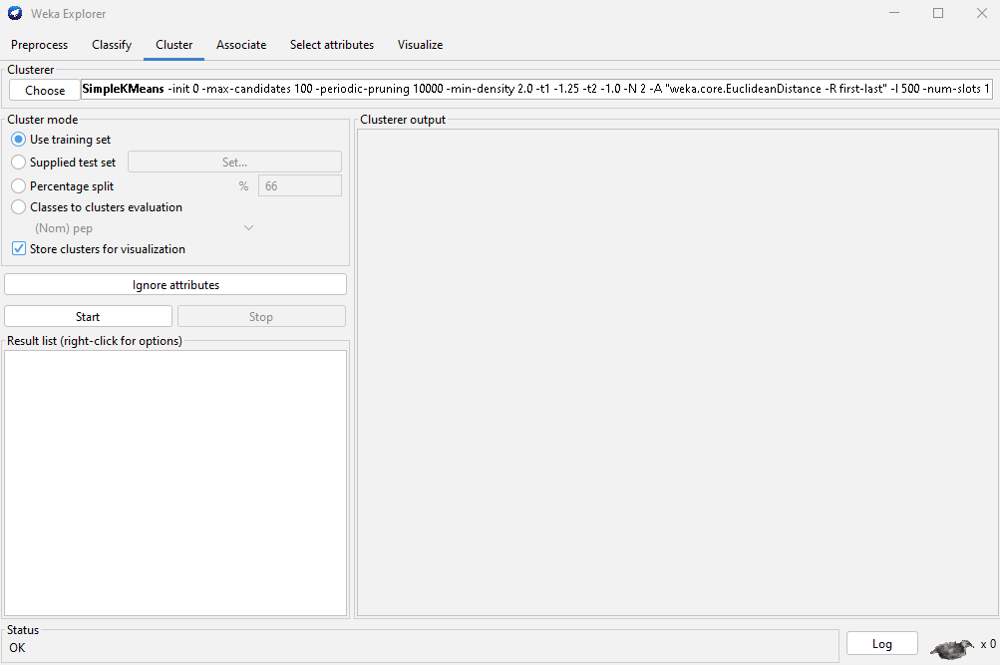 Weka Explorer
Preprocess Classify Cluster Associate Select attributes Visualize
Clusterer
Choose SimpleKMeans -init 0 -max-candidates 100 -periodic-pruning 10000 -min-density 2.0 -t1 -1.25 -t2 -1.0 -N 2 -A "weka.core.EuclideanDistance -R first-last" -I 500 -num-slots 1
Cluster mode
Use training set
Supplied test set Set...
Percentage split % 66
Classes to clusters evaluation
(Nom) pep
Store clusters for visualization
Ignore attributes
Start Stop
Result list (right-click for options)
Clusterer output
Status
OK
Log x 0